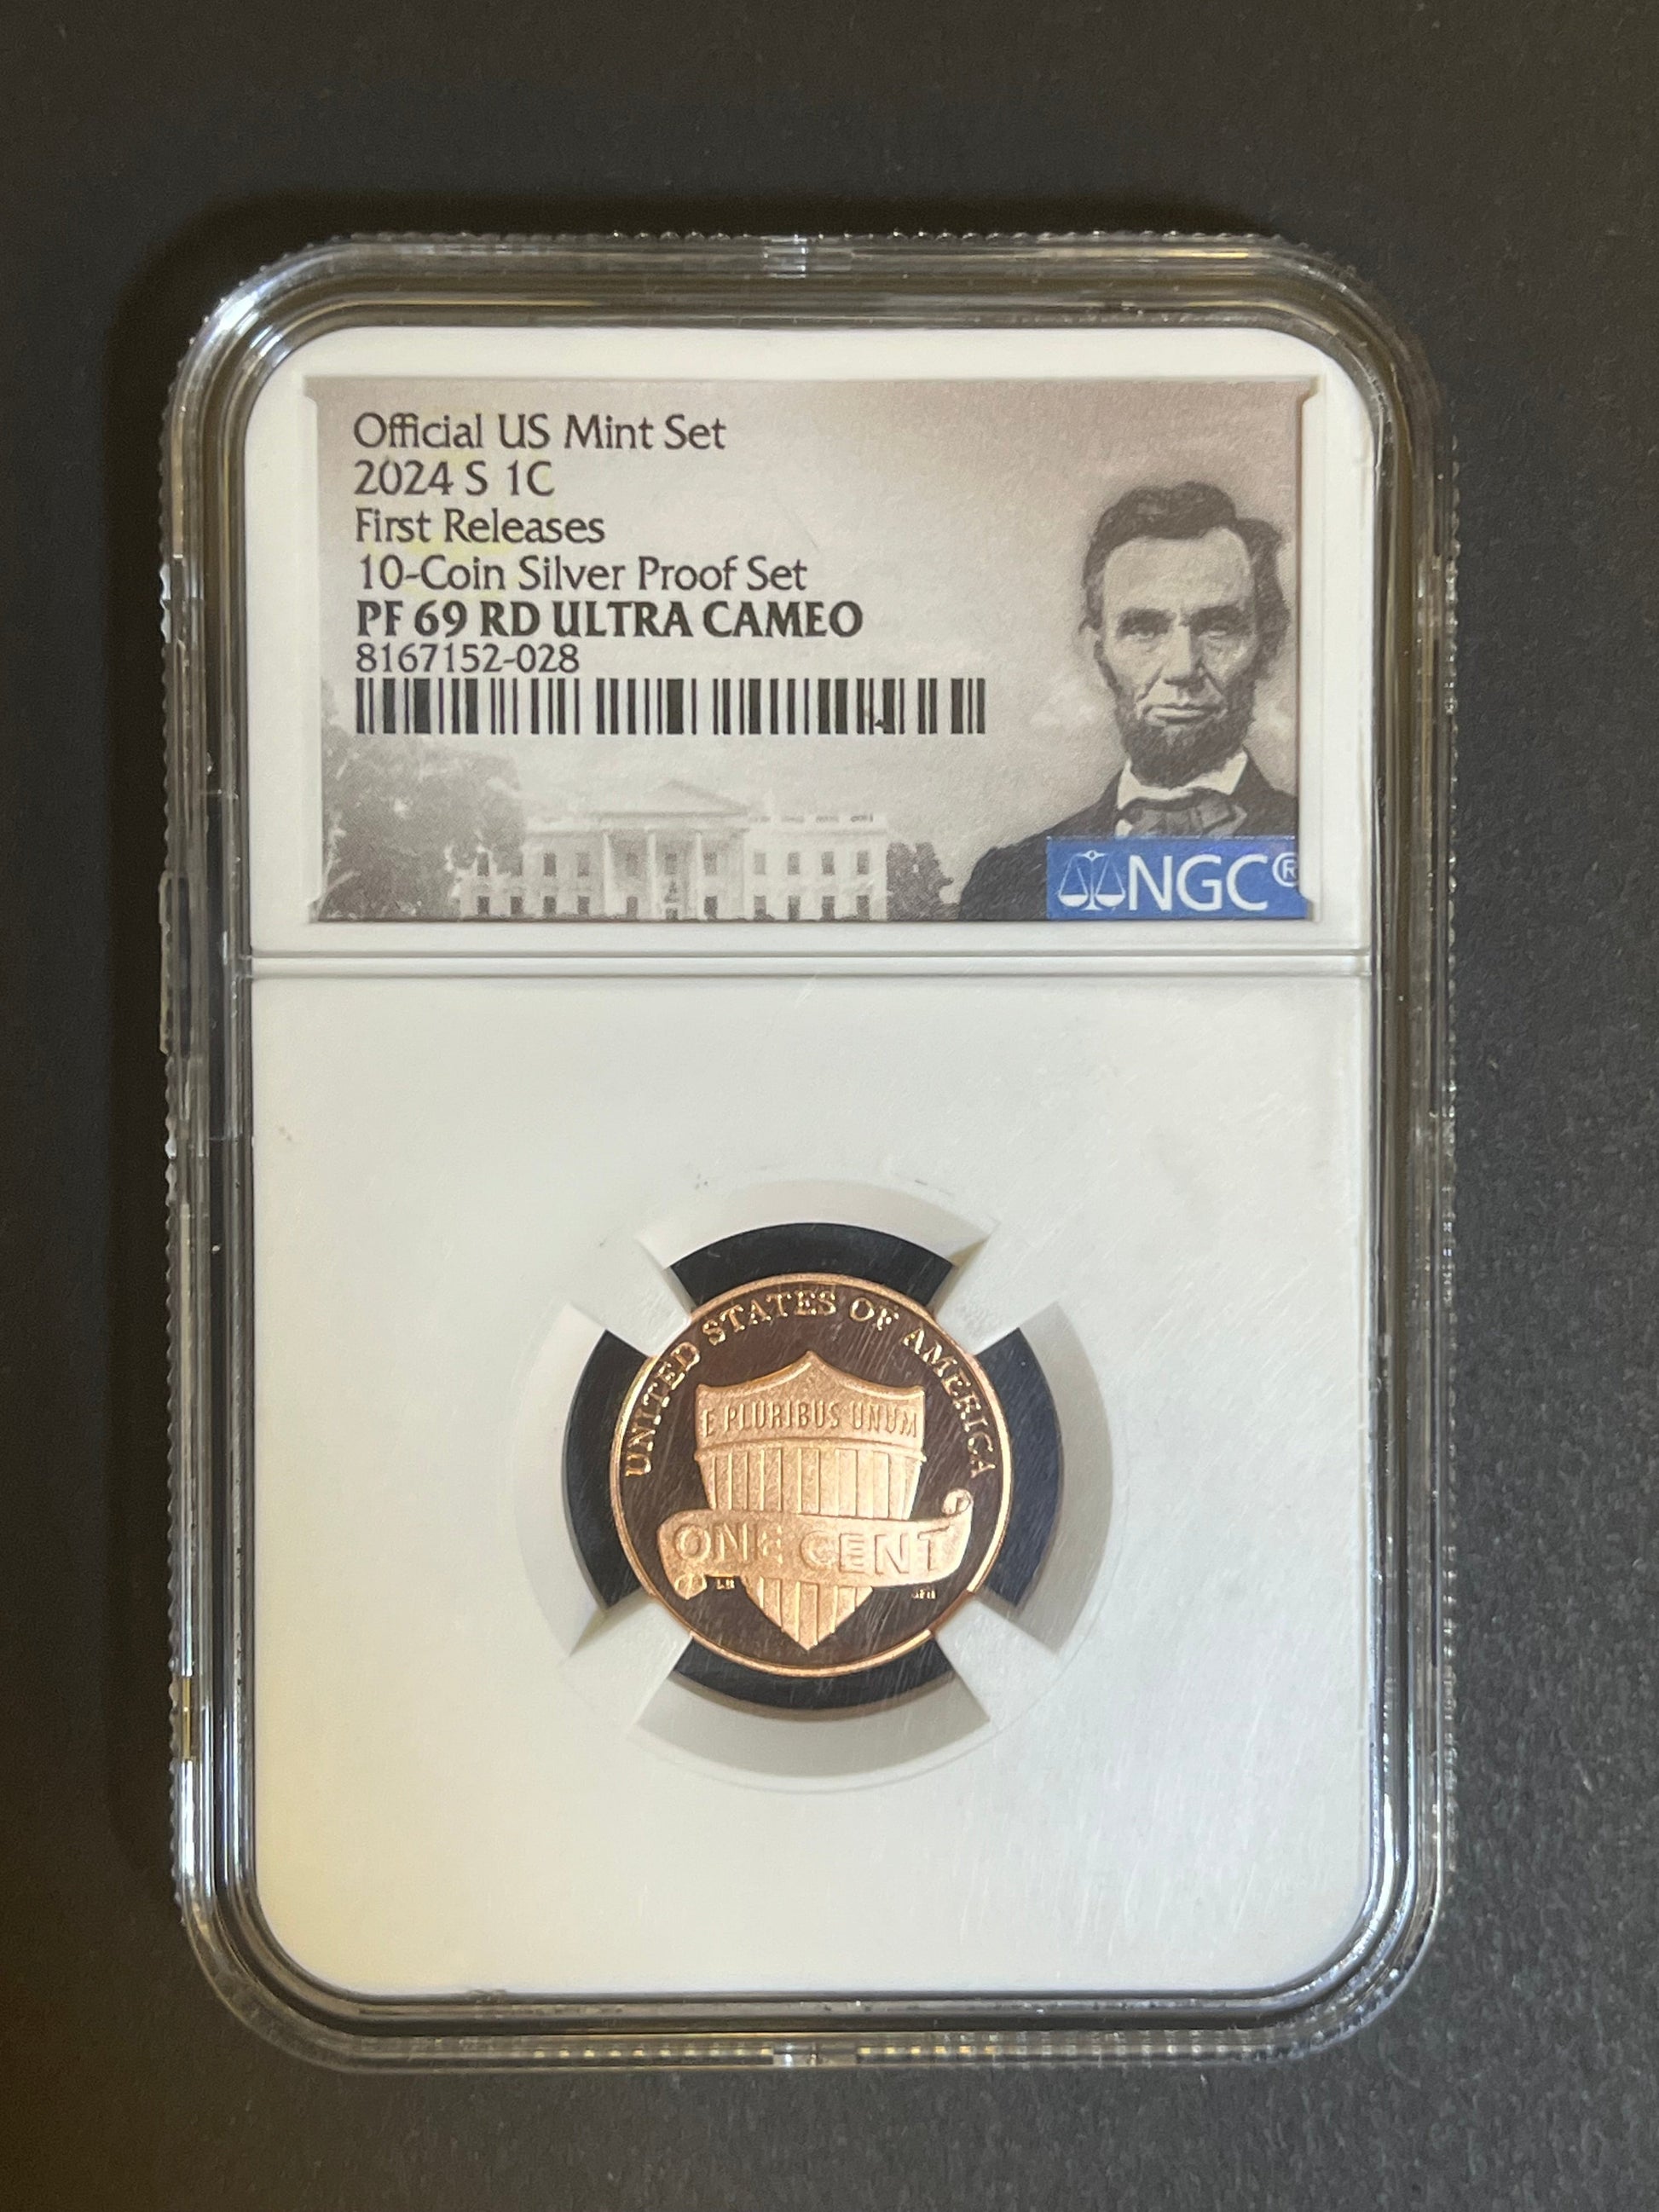 Official US Mint Set
2024 S 1C
First Releases
10-Coin Silver Proof Set
PF 69 RD ULTRA CAMEO
8167152-028
NGC®
UNITED STATES OF AMERICA
E PLURIBUS UNUM
ONE CENT